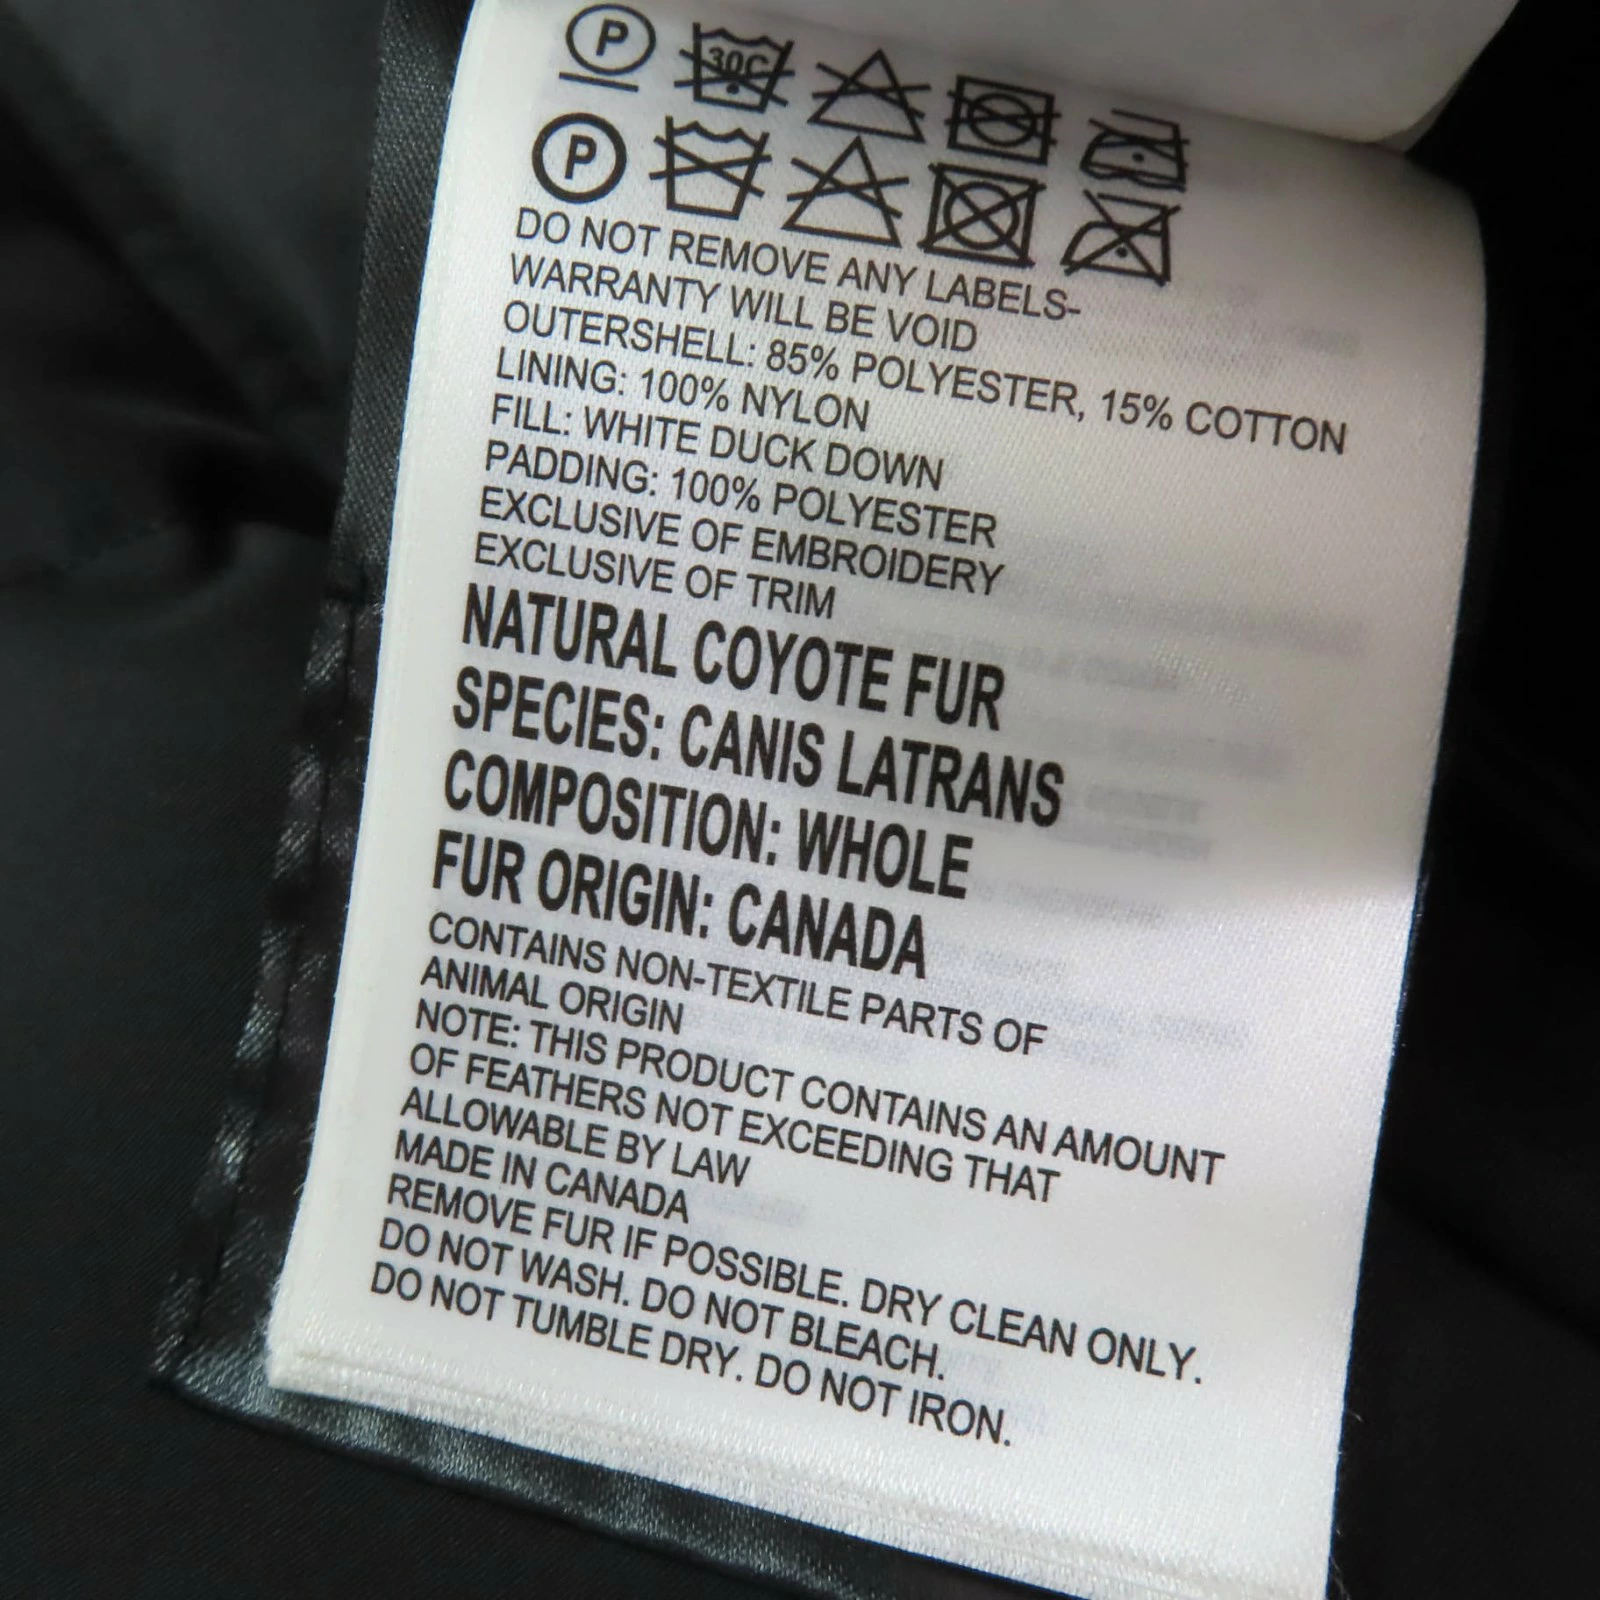 P 30C
P
DO NOT REMOVE ANY LABELS-
WARRANTY WILL BE VOID
OUTERSHELL: 85% POLYESTER, 15% COTTON
LINING: 100% NYLON
FILL: WHITE DUCK DOWN
PADDING: 100% POLYESTER
EXCLUSIVE OF EMBROIDERY
EXCLUSIVE OF TRIM
NATURAL COYOTE FUR
SPECIES: CANIS LATRANS
COMPOSITION: WHOLE
FUR ORIGIN: CANADA
CONTAINS NON-TEXTILE PARTS OF
ANIMAL ORIGIN
NOTE: THIS PRODUCT CONTAINS AN AMOUNT
OF FEATHERS NOT EXCEEDING THAT
ALLOWABLE BY LAW
MADE IN CANADA
REMOVE FUR IF POSSIBLE. DRY CLEAN ONLY.
DO NOT WASH. DO NOT BLEACH.
DO NOT TUMBLE DRY. DO NOT IRON.